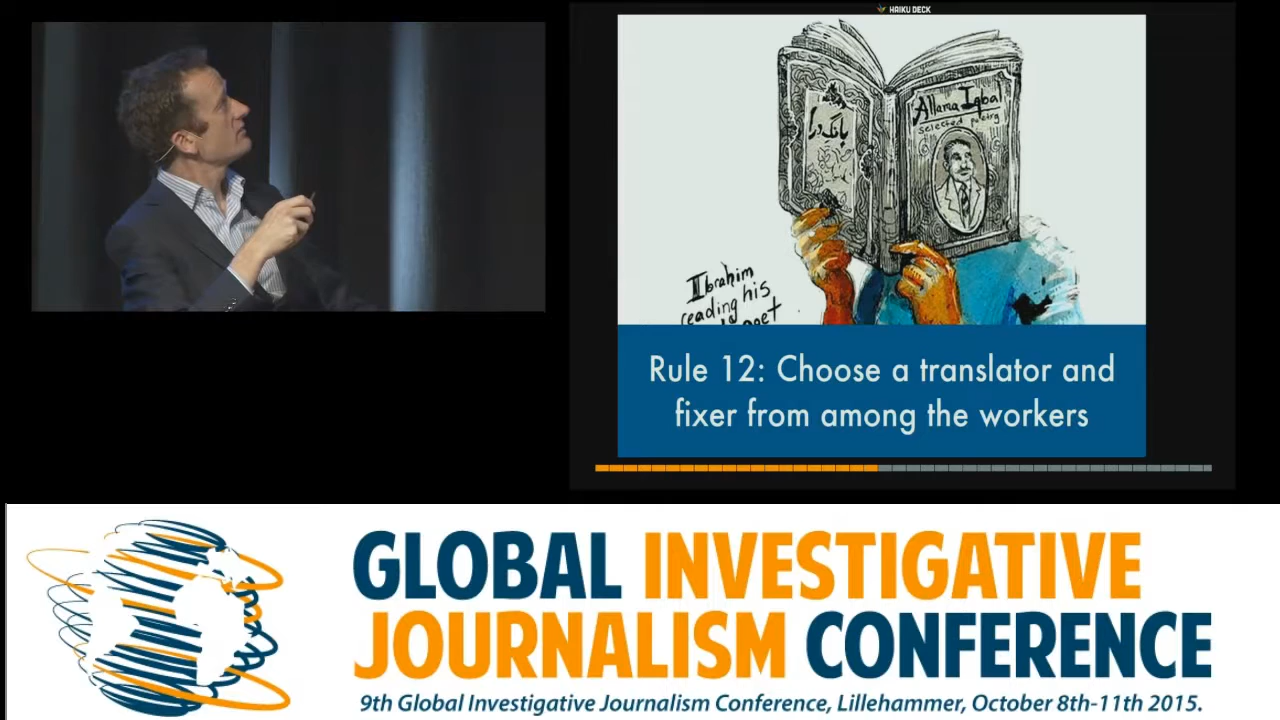 HAIKU DECK
بانگ درا
Allama Iqbal
selected poetry
Ibrahim
reading his
Rule 12: Choose a translator and
fixer from among the workers
GLOBAL INVESTIGATIVE
JOURNALISM CONFERENCE
9th Global Investigative Journalism Conference, Lillehammer, October 8th-11th 2015.